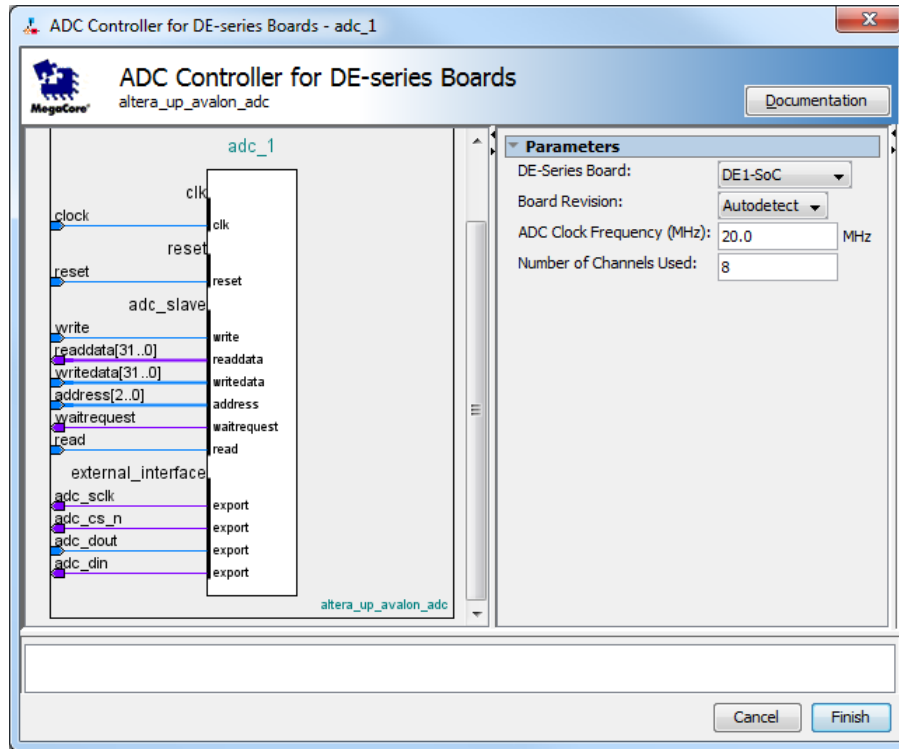 ADC Controller for DE-series Boards - adc_1
ADC Controller for DE-series Boards
altera_up_avalon_adc
MegaCore®
Documentation
adc_1
clk
clock
clk
reset
reset
reset
adc_slave
write
write
readdata[31..0]
readdata
writedata[31..0]
writedata
address[2..0]
address
waitrequest
waitrequest
read
read
external_interface
adc_sclk
export
adc_cs_n
export
adc_dout
export
adc_din
export
altera_up_avalon_adc
Parameters
DE-Series Board: DE1-SoC
Board Revision: Autodetect
ADC Clock Frequency (MHz): 20.0 MHz
Number of Channels Used: 8
Cancel Finish